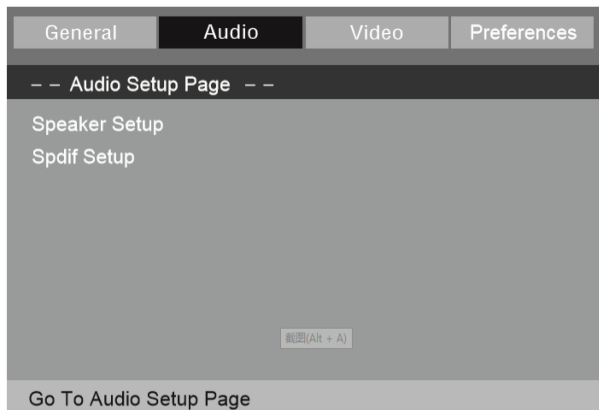 General Audio Video Preferences
– – Audio Setup Page – –
Speaker Setup
Spdif Setup
截图(Alt + A)
Go To Audio Setup Page